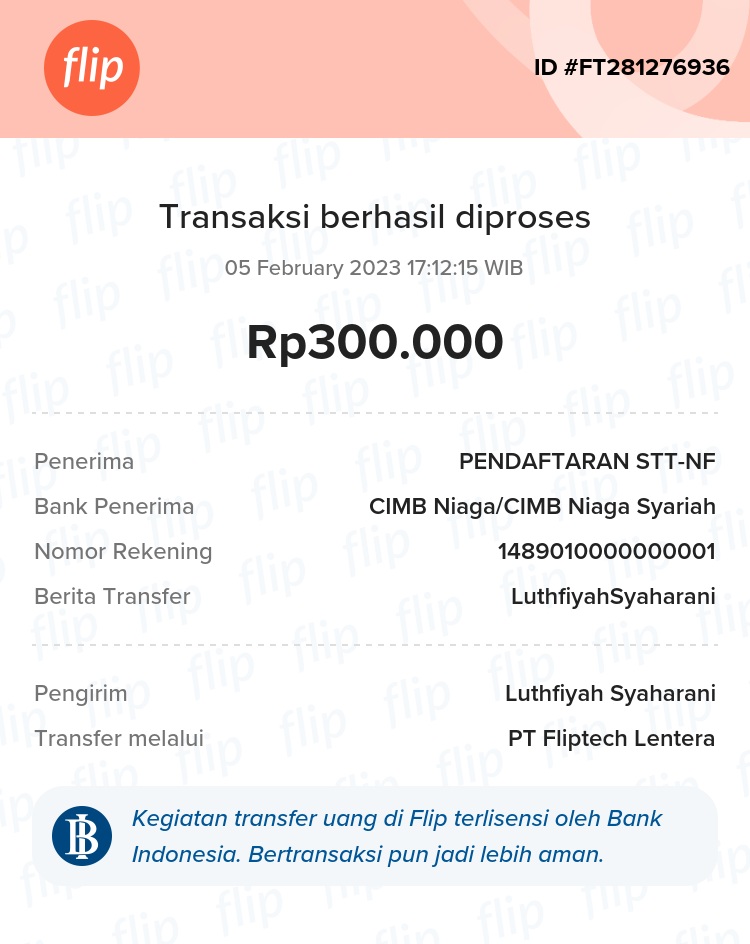 flip
ID #FT281276936
Transaksi berhasil diproses
05 February 2023 17:12:15 WIB
Rp300.000
Penerima PENDAFTARAN STT-NF
Bank Penerima CIMB Niaga/CIMB Niaga Syariah
Nomor Rekening 1489010000000001
Berita Transfer LuthfiyahSyaharani
Pengirim Luthfiyah Syaharani
Transfer melalui PT Fliptech Lentera
Kegiatan transfer uang di Flip terlisensi oleh Bank
Indonesia. Bertransaksi pun jadi lebih aman.